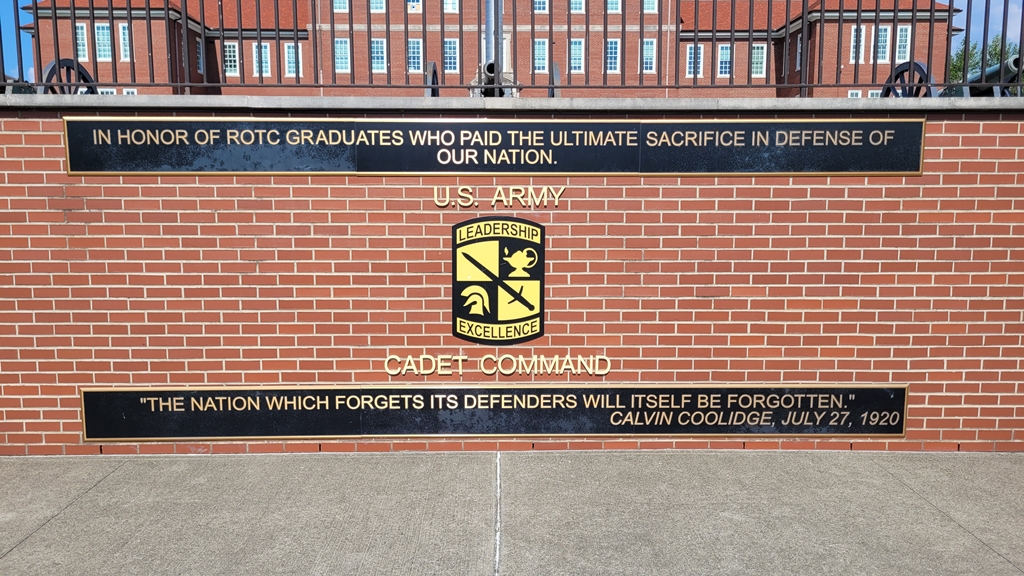 IN HONOR OF ROTC GRADUATES WHO PAID THE ULTIMATE SACRIFICE IN DEFENSE OF
OUR NATION.
U.S. ARMY
LEADERSHIP
EXCELLENCE
CADET COMMAND
"THE NATION WHICH FORGETS ITS DEFENDERS WILL ITSELF BE FORGOTTEN."
CALVIN COOLIDGE, JULY 27, 1920